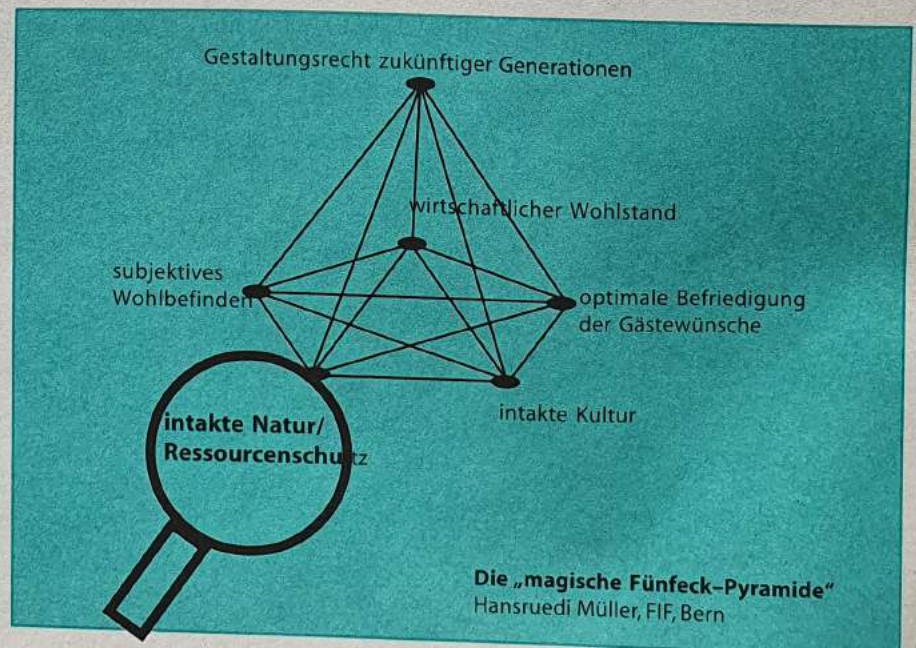 Gestaltungsrecht zukünftiger Generationen
wirtschaftlicher Wohlstand
subjektives
Wohlbefinden
optimale Befriedigung
der Gästewünsche
intakte Natur/
Ressourcenschutz
intakte Kultur
Die „magische Fünfeck–Pyramide“
Hansruedi Müller, FIF, Bern